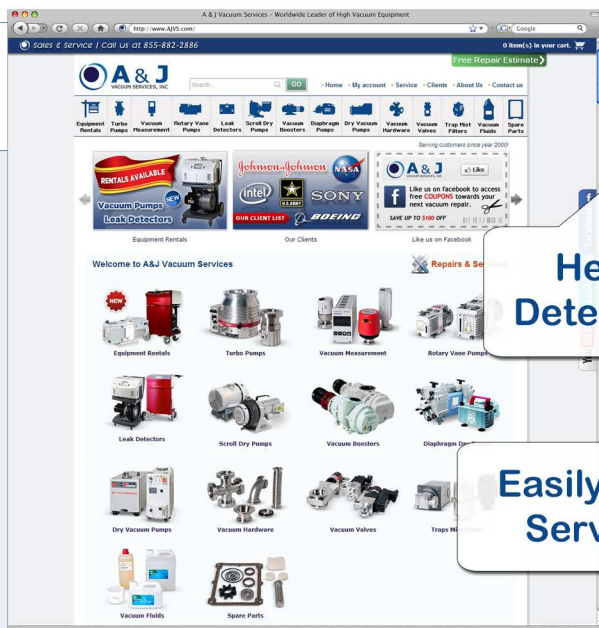 A & J Vacuum Services - Worldwide Leader of High Vacuum Equipment
http://www.AJVS.com/
Google
Sales & Service | Call us at 855-882-2886
0 item(s) in your cart.
Free Repair Estimate
A & J
VACUUM SERVICES, INC
Search...
GO
Home
My account
Service
Clients
About Us
Contact us
Equipment Rentals
Turbo Pumps
Vacuum Measurement
Rotary Vane Pumps
Leak Detectors
Scroll Dry Pumps
Vacuum Boosters
Diaphragm Pumps
Dry Vacuum Pumps
Vacuum Hardware
Vacuum Valves
Trap Mist Filters
Vacuum Fluids
Spare Parts
Serving customers since year 2000!
RENTALS AVAILABLE
Vacuum Pumps
NEW
Leak Detectors
Johnson & Johnson
NASA
intel
U.S.ARMY
SONY
OUR CLIENT LIST
BOEING
A & J
VACUUM SERVICES, INC
Like
Like us on facebook to access
free COUPONS towards your
next vacuum repair.
SAVE UP TO $100 OFF
Equipment Rentals
Our Clients
Like us on Facebook
Welcome to A&J Vacuum Services
Repairs & Services
He
Dete
You
NEW
Equipment Rentals
Turbo Pumps
Vacuum Measurement
Rotary Vane Pumps
Leak Detectors
Scroll Dry Pumps
Vacuum Boosters
Diaphragm
Easily
Serv
Dry Vacuum Pumps
Vacuum Hardware
Vacuum Valves
Traps
Vacuum Fluids
Spare Parts